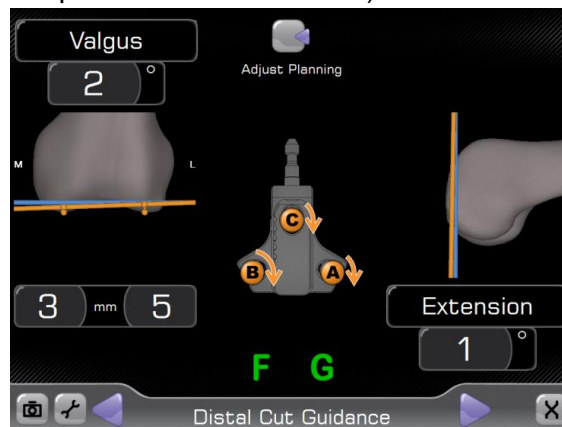 Valgus
2 °
Adjust Planning
M
L
C
B
A
3 mm 5
Extension
1 °
F G
Distal Cut Guidance
X